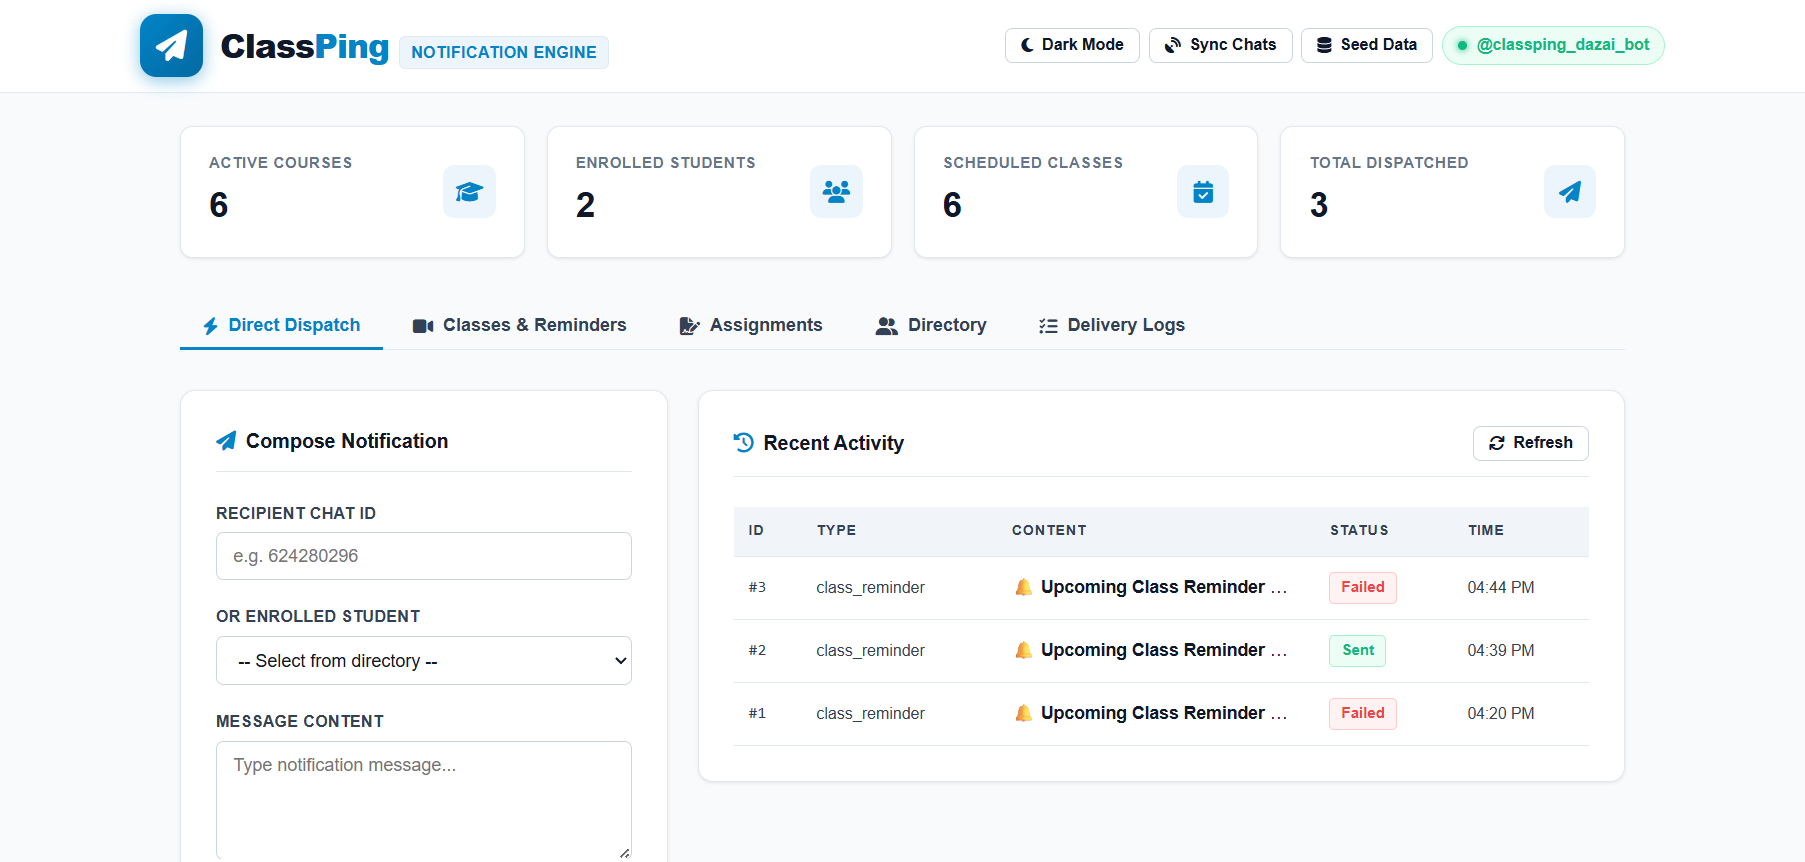 ClassPing NOTIFICATION ENGINE
Dark Mode Sync Chats Seed Data @classping_dazai_bot
ACTIVE COURSES
6
ENROLLED STUDENTS
2
SCHEDULED CLASSES
6
TOTAL DISPATCHED
3
Direct Dispatch Classes & Reminders Assignments Directory Delivery Logs
Compose Notification
RECIPIENT CHAT ID
e.g. 624280296
OR ENROLLED STUDENT
-- Select from directory --
MESSAGE CONTENT
Type notification message...
Recent Activity
Refresh
ID TYPE CONTENT STATUS TIME
#3 class_reminder 🔔 Upcoming Class Reminder ... Failed 04:44 PM
#2 class_reminder 🔔 Upcoming Class Reminder ... Sent 04:39 PM
#1 class_reminder 🔔 Upcoming Class Reminder ... Failed 04:20 PM